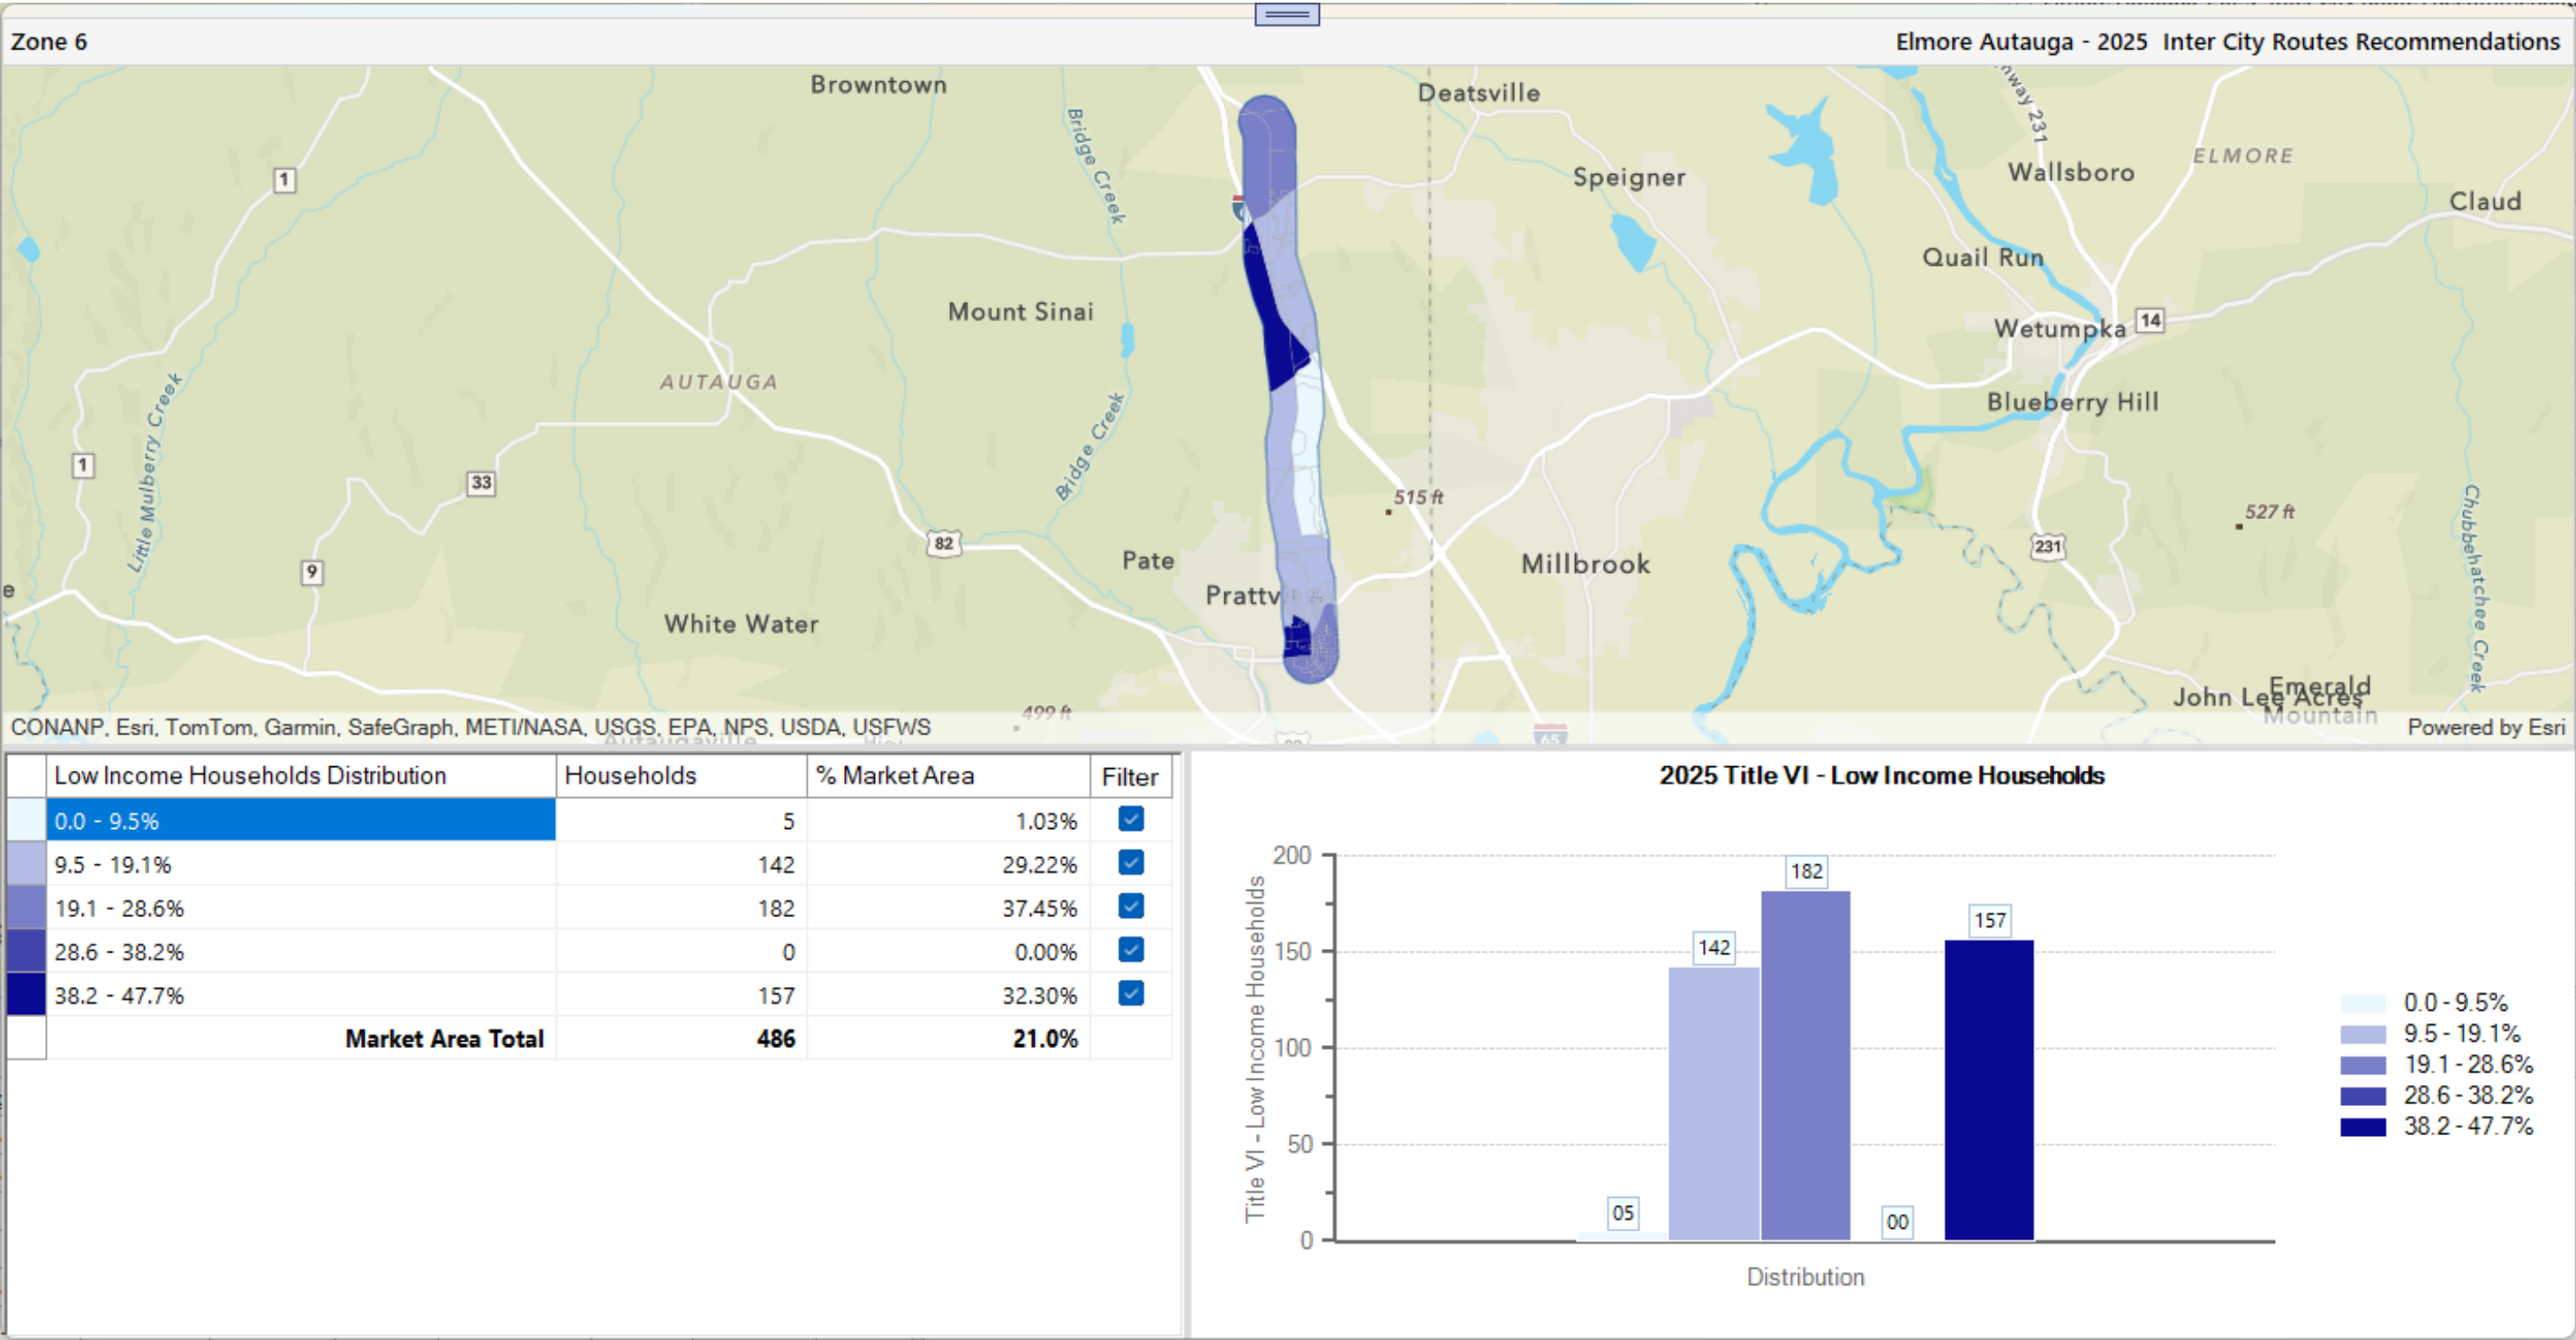 Zone 6
Elmore Autauga - 2025 Inter City Routes Recommendations
Browntown
Deatsville
Bridge Creek
hway 231
ELMORE
Wallsboro
Speigner
1
Claud
Quail Run
Mount Sinai
Wetumpka
14
AUTAUGA
Little Mulberry Creek
Bridge Creek
Blueberry Hill
1
33
515 ft
527 ft
Chubbehatchee Creek
82
231
Pate
Millbrook
9
e
Prattv
White Water
Emerald
Mountain
John Lee Acres
499 ft
65
Autaugaville
CONANP, Esri, TomTom, Garmin, SafeGraph, METI/NASA, USGS, EPA, NPS, USDA, USFWS
Powered by Esri
Low Income Households Distribution Households % Market Area Filter
0.0 - 9.5% 5 1.03%
9.5 - 19.1% 142 29.22%
19.1 - 28.6% 182 37.45%
28.6 - 38.2% 0 0.00%
38.2 - 47.7% 157 32.30%
Market Area Total 486 21.0%
2025 Title VI - Low Income Households
Title VI - Low Income Households
200
150
100
50
0
05
142
182
00
157
Distribution
0.0 - 9.5%
9.5 - 19.1%
19.1 - 28.6%
28.6 - 38.2%
38.2 - 47.7%